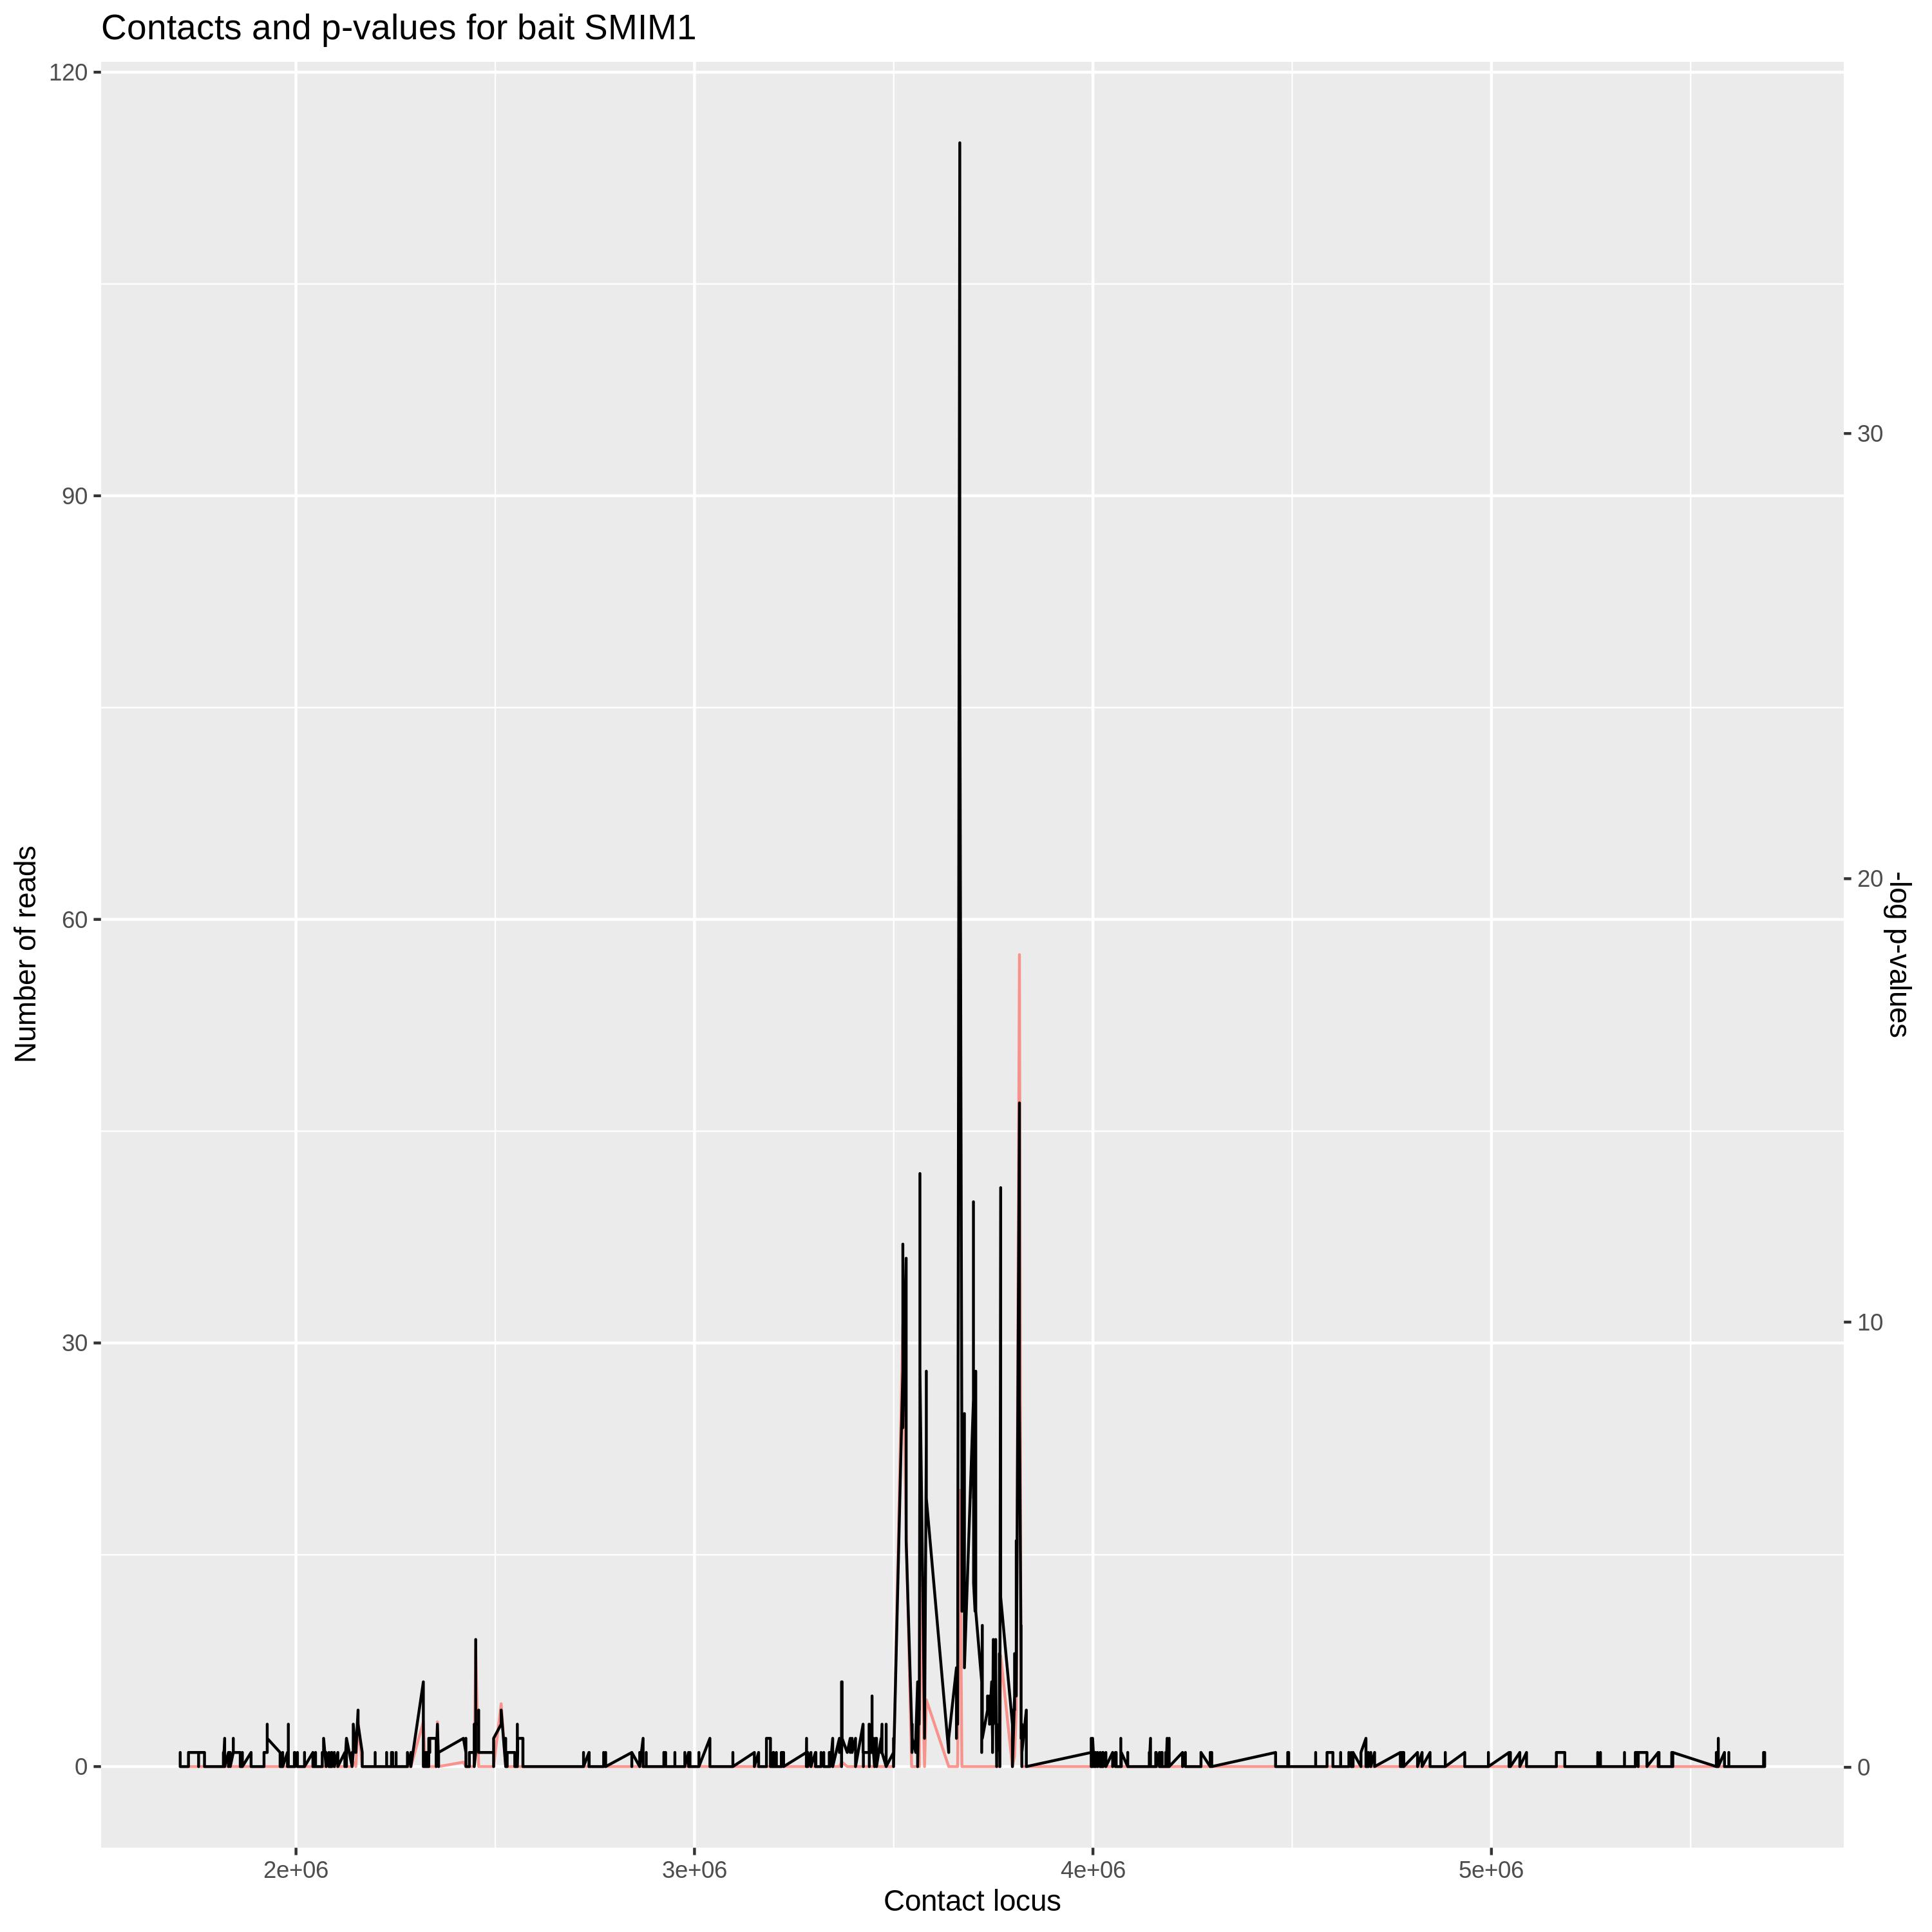 Contacts and p-values for bait SMIM1
120
90
60
30
0
Number of reads
30
20
10
0
-log p-values
2e+06
3e+06
4e+06
5e+06
Contact locus